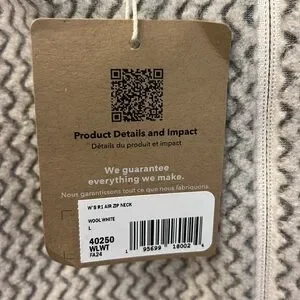 Product Details and Impact
Détails du produit et impact
We guarantee
everything we make.
Nous garantissons tout ce que nous fabriquons.
W'S R1 AIR ZIP NECK
WOOL WHITE
L
40250
WLWT
FA24
1 95699 18002 4